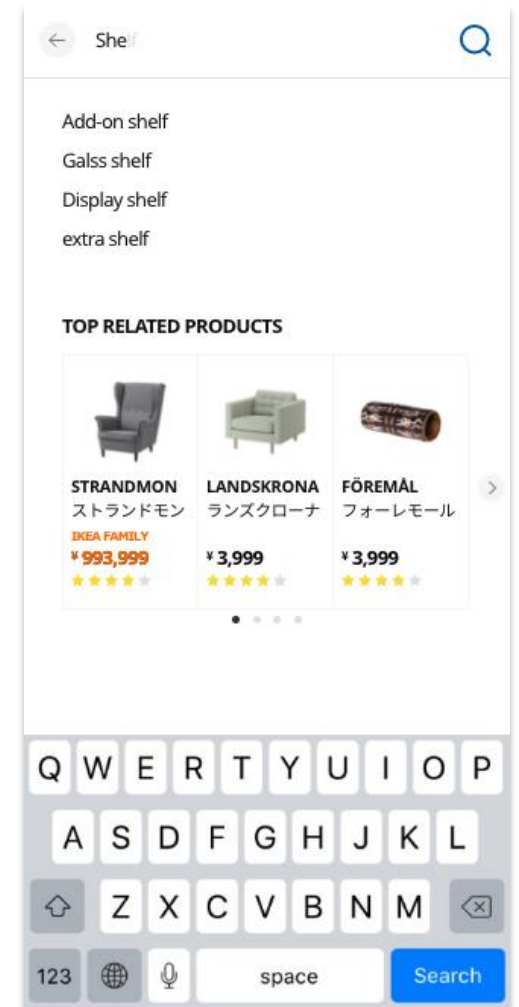 Shelf
Add-on shelf
Galss shelf
Display shelf
extra shelf
TOP RELATED PRODUCTS
STRANDMON LANDSKRONA FÖREMÅL
ストランドモン ランズクローナ フォーレモール
IKEA FAMILY
¥ 993,999 ¥ 3,999 ¥ 3,999
Q W E R T Y U I O P
A S D F G H J K L
Z X C V B N M
123 space Search